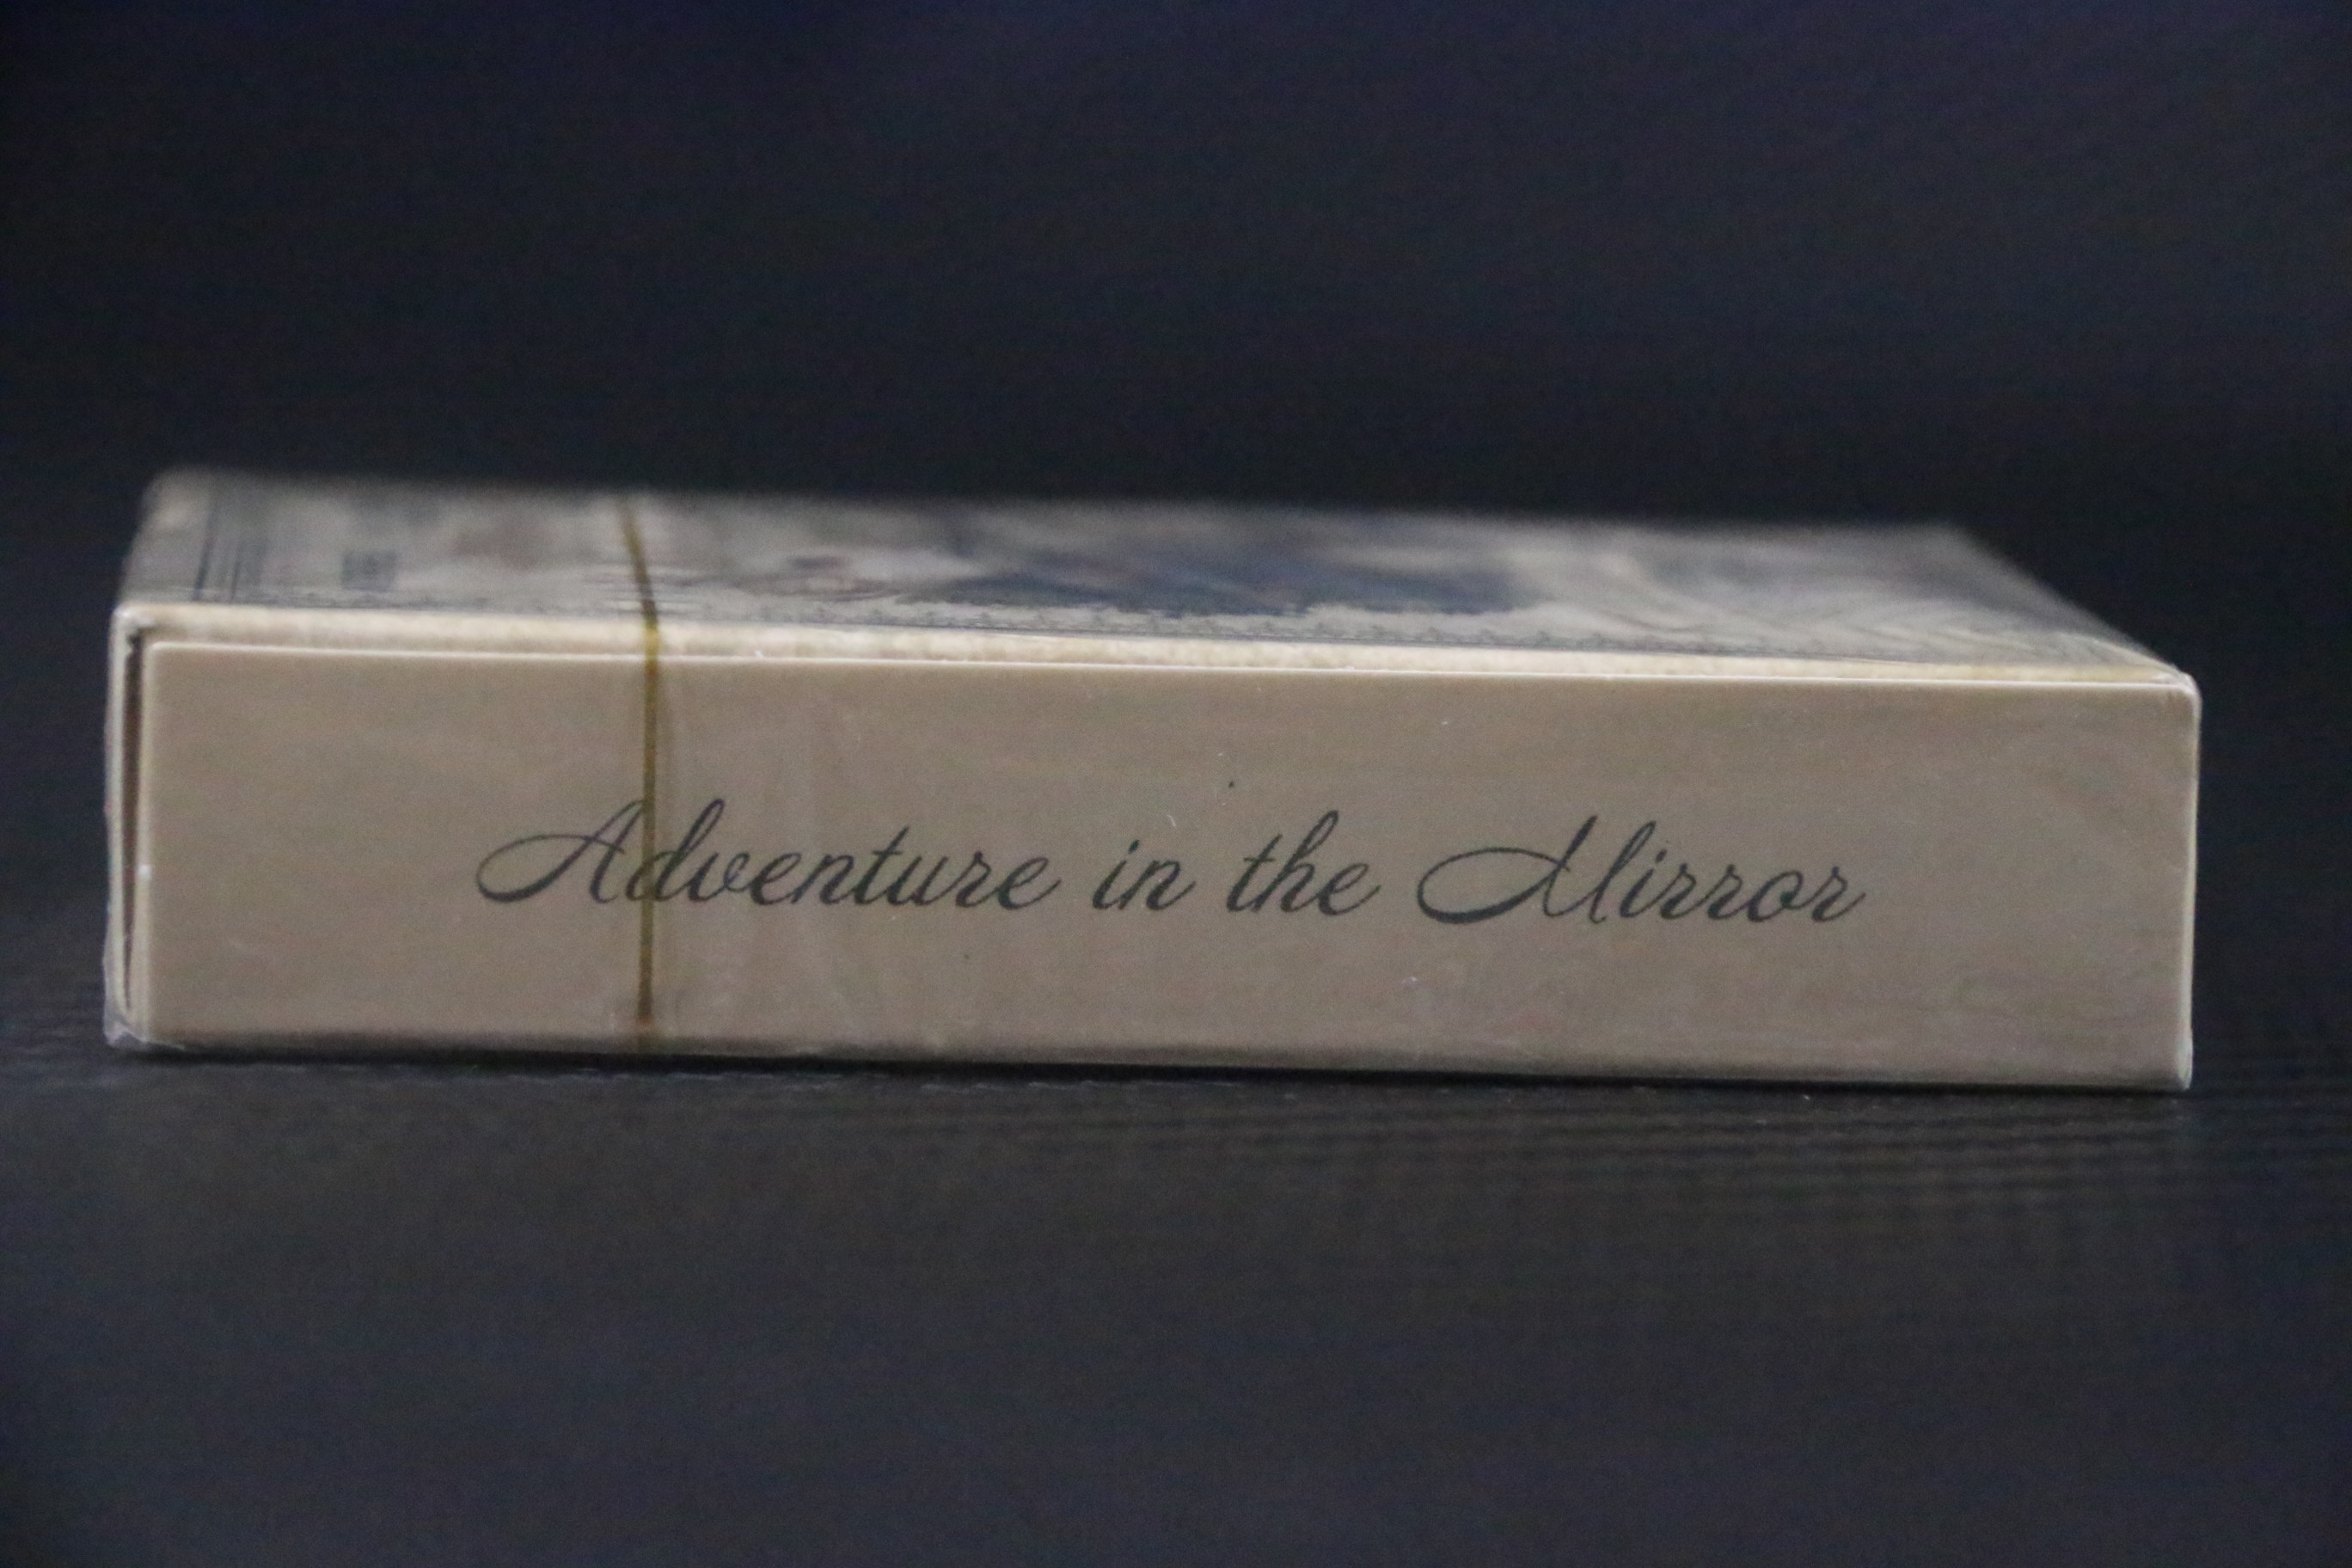 Adventure in the Mirror